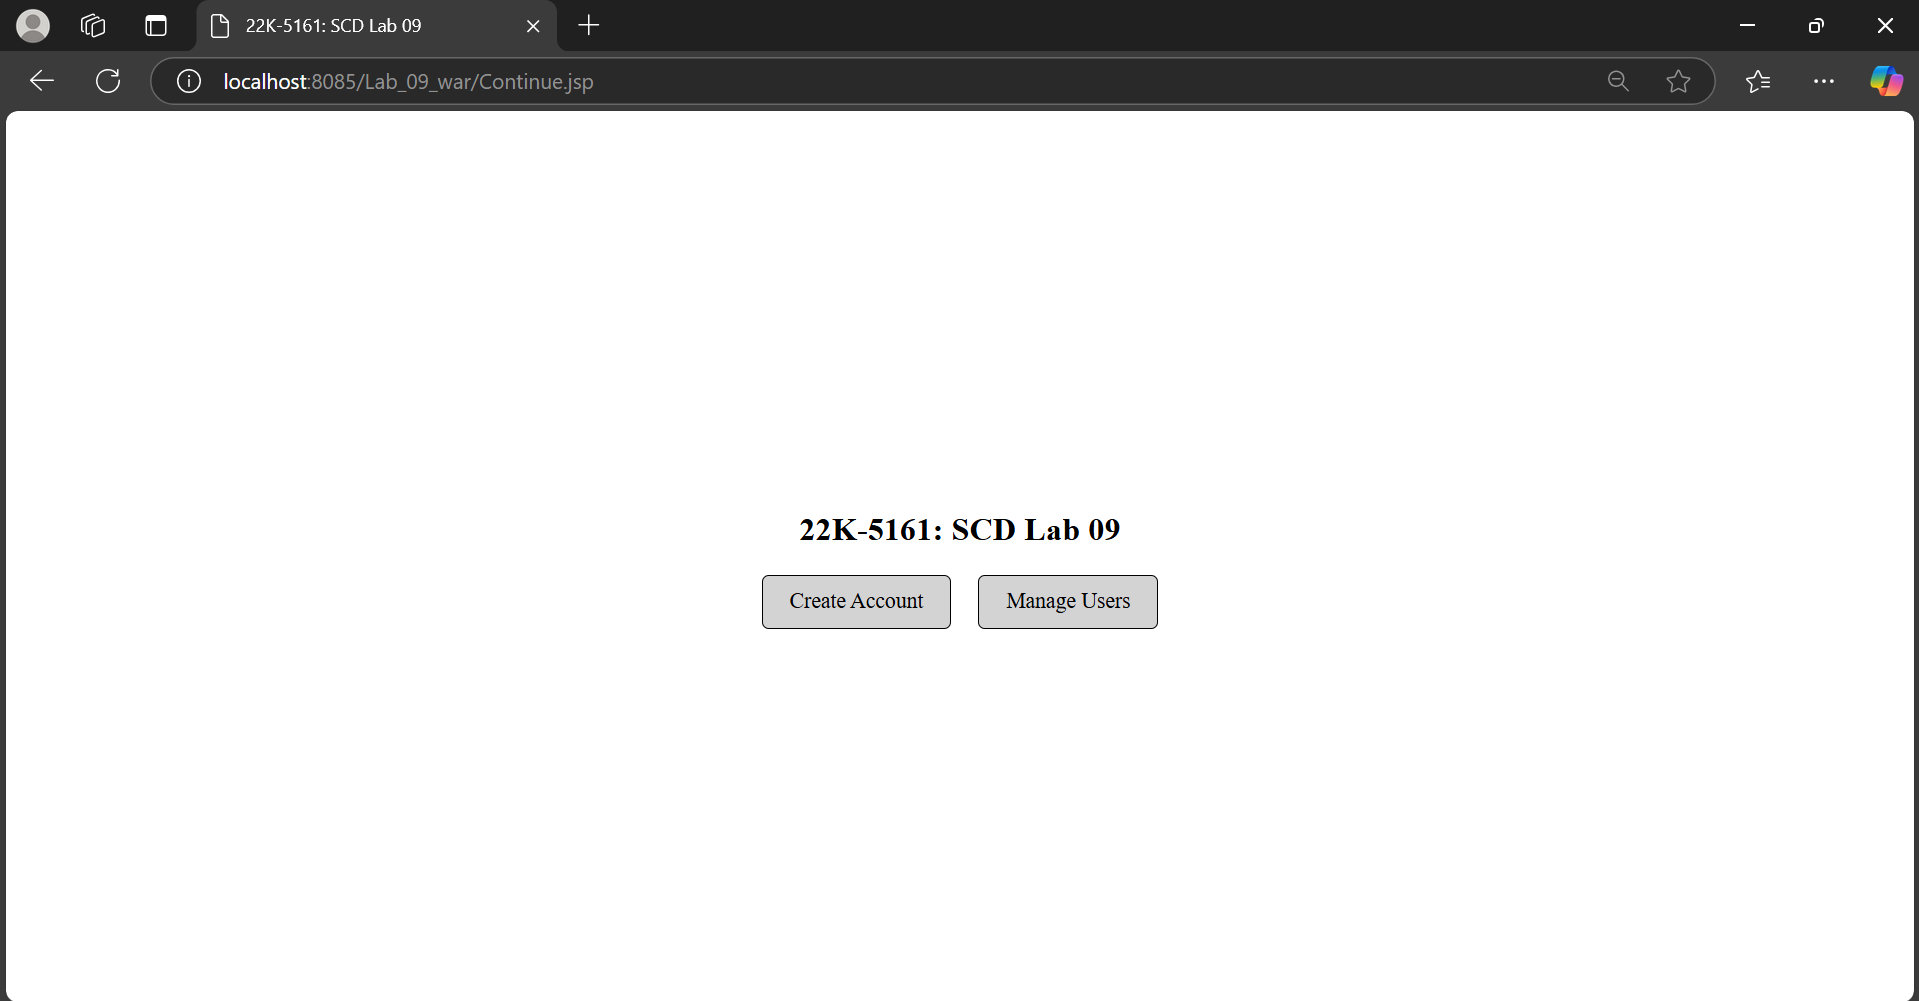 22K-5161: SCD Lab 09
localhost:8085/Lab_09_war/Continue.jsp
22K-5161: SCD Lab 09
Create Account
Manage Users